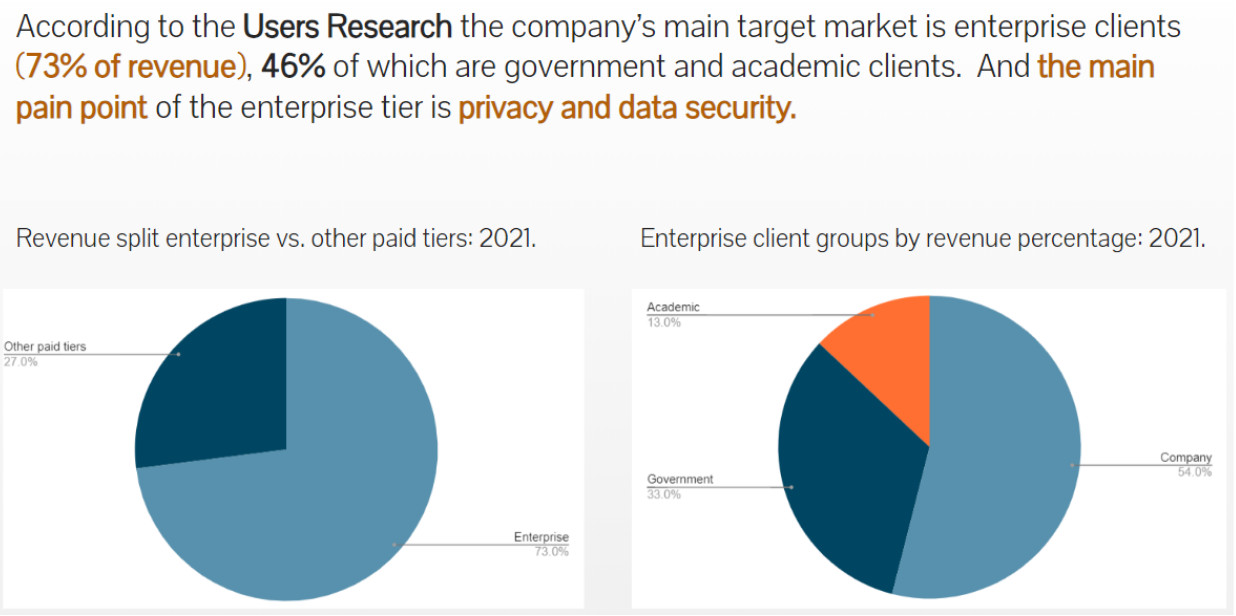 According to the Users Research the company’s main target market is enterprise clients
(73% of revenue), 46% of which are government and academic clients.  And the main
pain point of the enterprise tier is privacy and data security.
Revenue split enterprise vs. other paid tiers: 2021.
Other paid tiers
27.0%
Enterprise
73.0%
Enterprise client groups by revenue percentage: 2021.
Academic
13.0%
Government
33.0%
Company
54.0%